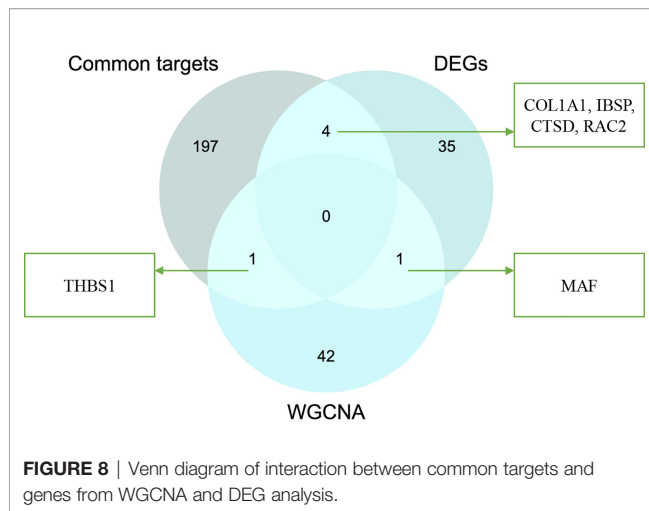 Common targets
DEGs
COL1A1, IBSP,
CTSD, RAC2
197
4
35
0
THBS1
1
1
MAF
42
WGCNA
FIGURE 8 | Venn diagram of interaction between common targets and
genes from WGCNA and DEG analysis.